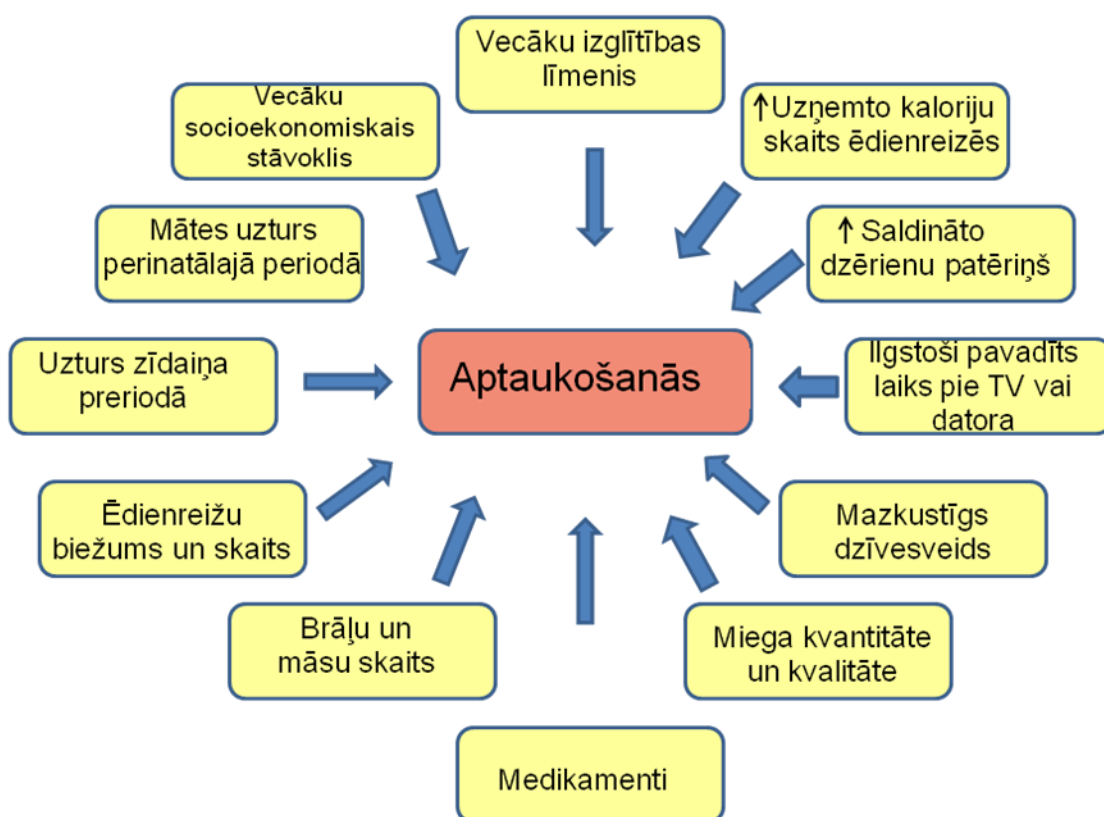 Vecāku izglītības
līmenis
Vecāku
socioekonomiskais
stāvoklis
↑Uzņemto kaloriju
skaits ēdienreizēs
Mātes uzturs
perinatālajā periodā
↑ Saldināto
dzērienu patēriņš
Uzturs zīdaiņa
preriodā
Aptaukošanās
Ilgstoši pavadīts
laiks pie TV vai
datora
Ēdienreižu
biežums un skaits
Mazkustīgs
dzīvesveids
Brāļu un
māsu skaits
Miega kvantitāte
un kvalitāte
Medikamenti